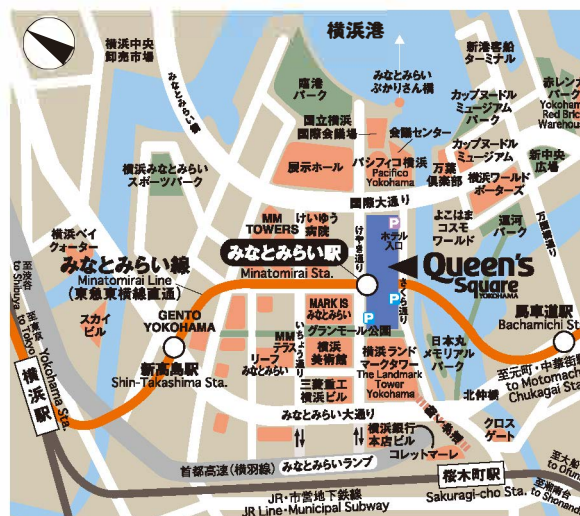 横浜港
横浜中央
卸売市場
みなとみらい橋
臨港
パーク
みなとみらい
ぷかりさん橋
新港客船
ターミナル
カップヌードル
ミュージアム
パーク
赤レンガ
パーク
Yokohama
Red Brick
Warehouse
国立横浜
国際会議場
会議センター
展示ホール
パシフィコ横浜
Pacifico
Yokohama
万葉
倶楽部
カップヌードル
ミュージアム
横浜ワールド
ポーターズ
新中央
広場
横浜みなとみらい
スポーツパーク
国際大通り
横浜ベイ
クォーター
MM
TOWERS
けいゆう
病院
けやき通り
P
ホテル
入口
よこはま
コスモ
ワールド
運河
パーク
万国橋通り
みなとみらい駅
Minatomirai Sta.
Queen's
Square
YOKOHAMA
さくら通り
P
P
みなとみらい線
Minatomirai Line
(東急東横線直通)
至渋谷
to Shibuya
至東京
to Tokyo
スカイ
ビル
GENTO
YOKOHAMA
新高島駅
Shin-Takashima Sta.
MARK IS
みなとみらい
グランモール公園
いちょう通り
MM
テラス
リーフ
みなとみらい
横浜
美術館
三菱重工
横浜ビル
横浜ランド
マークタワー
The Landmark
Tower
Yokohama
日本丸
メモリアル
パーク
馬車道駅
Bachamichi Sta.
至元町・中華街
to Motomachi
Chukagai Sta.
横浜駅
Yokohama Sta.
みなとみらい大通り
動く歩道
北仲橋
クロス
ゲート
横浜銀行
本店ビル
コレットマーレ
首都高速(横羽線)
みなとみらいランプ
桜木町駅
Sakuragi-cho Sta.
JR・市営地下鉄線
JR Line・Municipal Subway
至大船
to Ofuna
至湘南台
to Shonandai